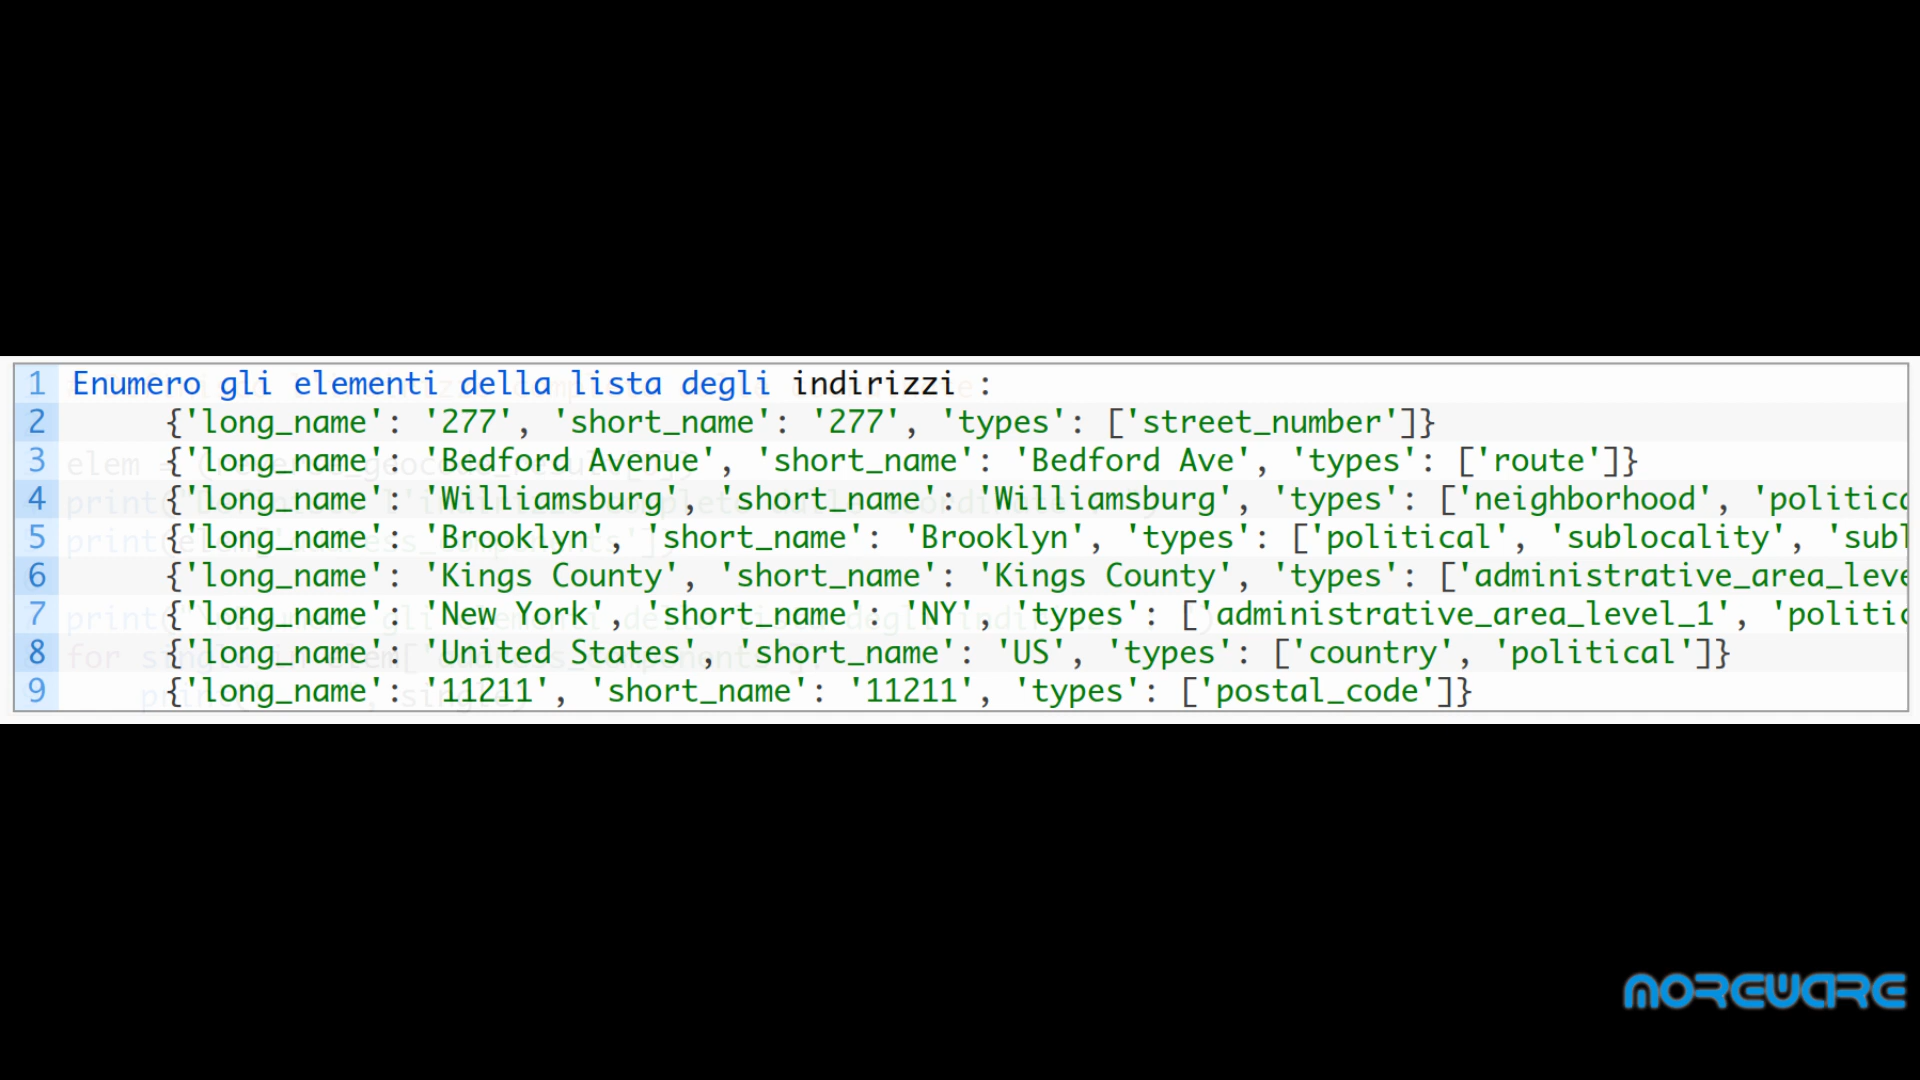 1 Enumero gli elementi della lista degli indirizzi :
2 {'long_name': '277', 'short_name': '277', 'types': ['street_number']}
3 {'long_name': 'Bedford Avenue', 'short_name': 'Bedford Ave', 'types': ['route']}
4 {'long_name': 'Williamsburg', 'short_name': 'Williamsburg', 'types': ['neighborhood', 'politic
5 {'long_name': 'Brooklyn', 'short_name': 'Brooklyn', 'types': ['political', 'sublocality', 'subl
6 {'long_name': 'Kings County', 'short_name': 'Kings County', 'types': ['administrative_area_leve
7 {'long_name': 'New York', 'short_name': 'NY', 'types': ['administrative_area_level_1', 'politic
8 {'long_name': 'United States', 'short_name': 'US', 'types': ['country', 'political']}
9 {'long_name': '11211', 'short_name': '11211', 'types': ['postal_code']}
NOREWARE